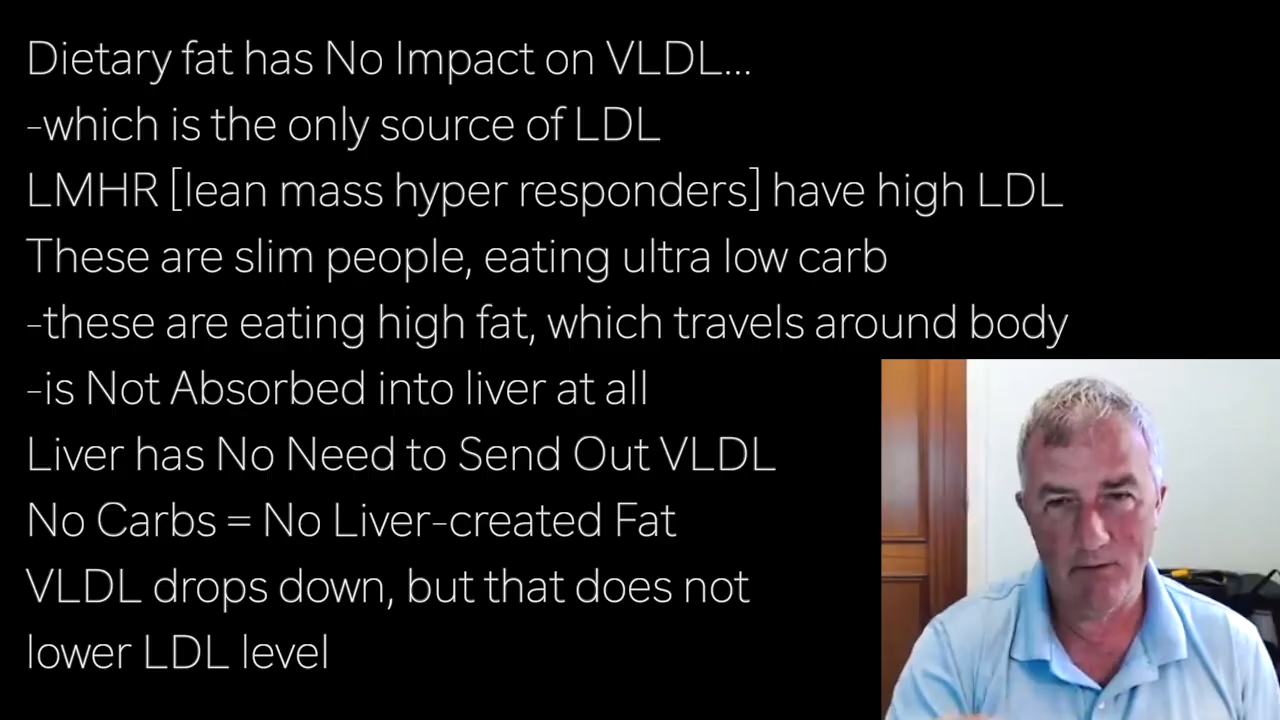 Dietary fat has No Impact on VLDL...
-which is the only source of LDL
LMHR [lean mass hyper responders] have high LDL
These are slim people, eating ultra low carb
-these are eating high fat, which travels around body
-is Not Absorbed into liver at all
Liver has No Need to Send Out VLDL
No Carbs = No Liver-created Fat
VLDL drops down, but that does not
lower LDL level